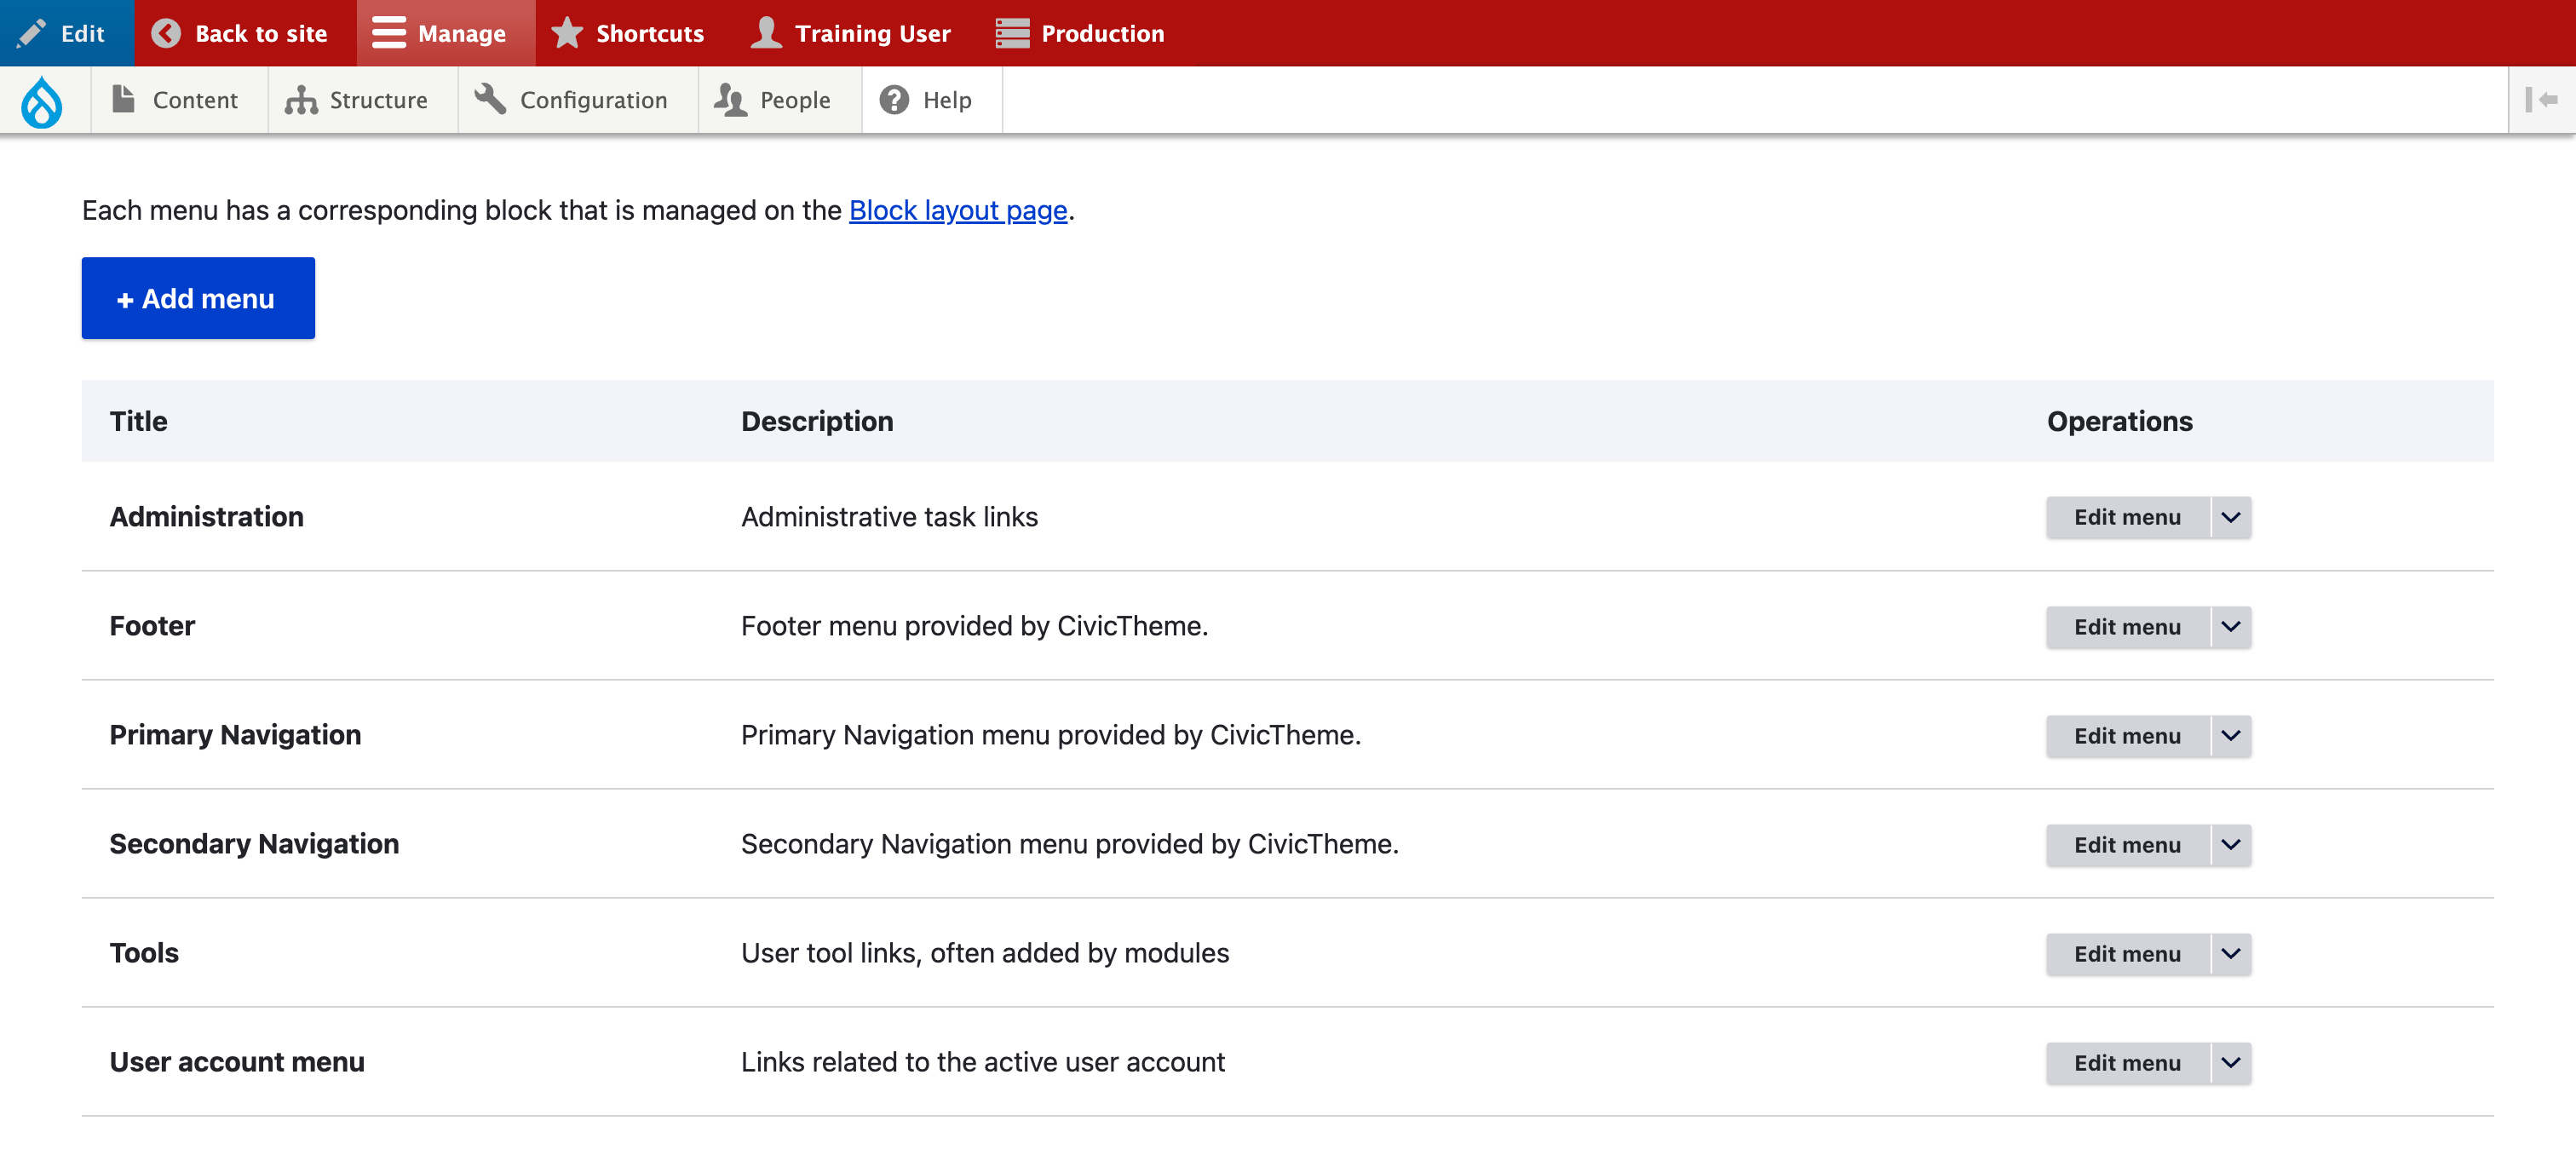 Edit Back to site Manage Shortcuts Training User Production
Content Structure Configuration People Help
Each menu has a corresponding block that is managed on the Block layout page.
+ Add menu
Title Description Operations
Administration Administrative task links Edit menu
Footer Footer menu provided by CivicTheme. Edit menu
Primary Navigation Primary Navigation menu provided by CivicTheme. Edit menu
Secondary Navigation Secondary Navigation menu provided by CivicTheme. Edit menu
Tools User tool links, often added by modules Edit menu
User account menu Links related to the active user account Edit menu